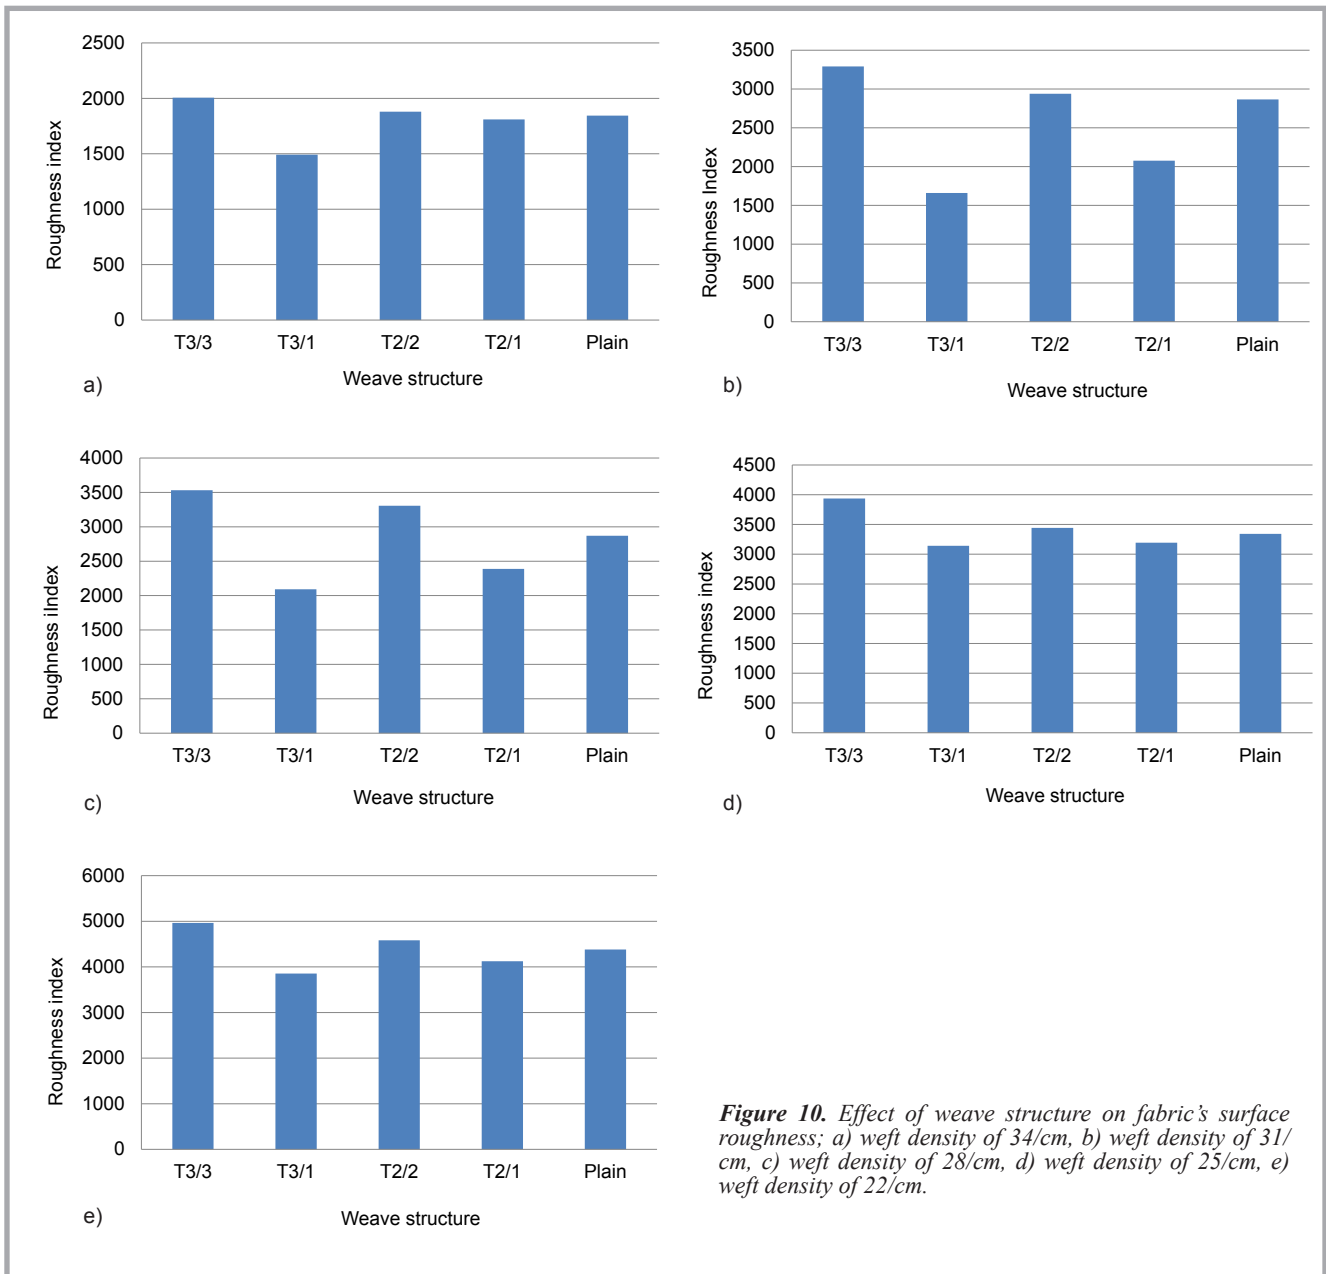 2500
2000
1500
1000
500
0
Roughness index
T3/3 T3/1 T2/2 T2/1 Plain
Weave structure
a)
3500
3000
2500
2000
1500
1000
500
0
Roughness Index
T3/3 T3/1 T2/2 T2/1 Plain
Weave structure
b)
4000
3500
3000
2500
2000
1500
1000
500
0
Roughness iIndex
T3/3 T3/1 T2/2 T2/1 Plain
Weave structure
c)
4500
4000
3500
3000
2500
2000
1500
1000
500
0
Roughness index
T3/3 T3/1 T2/2 T2/1 Plain
Weave structure
d)
6000
5000
4000
3000
2000
1000
0
Roughness index
T3/3 T3/1 T2/2 T2/1 Plain
Weave structure
e)
Figure 10. Effect of weave structure on fabric's surface
roughness; a) weft density of 34/cm, b) weft density of 31/
cm, c) weft density of 28/cm, d) weft density of 25/cm, e)
weft density of 22/cm.